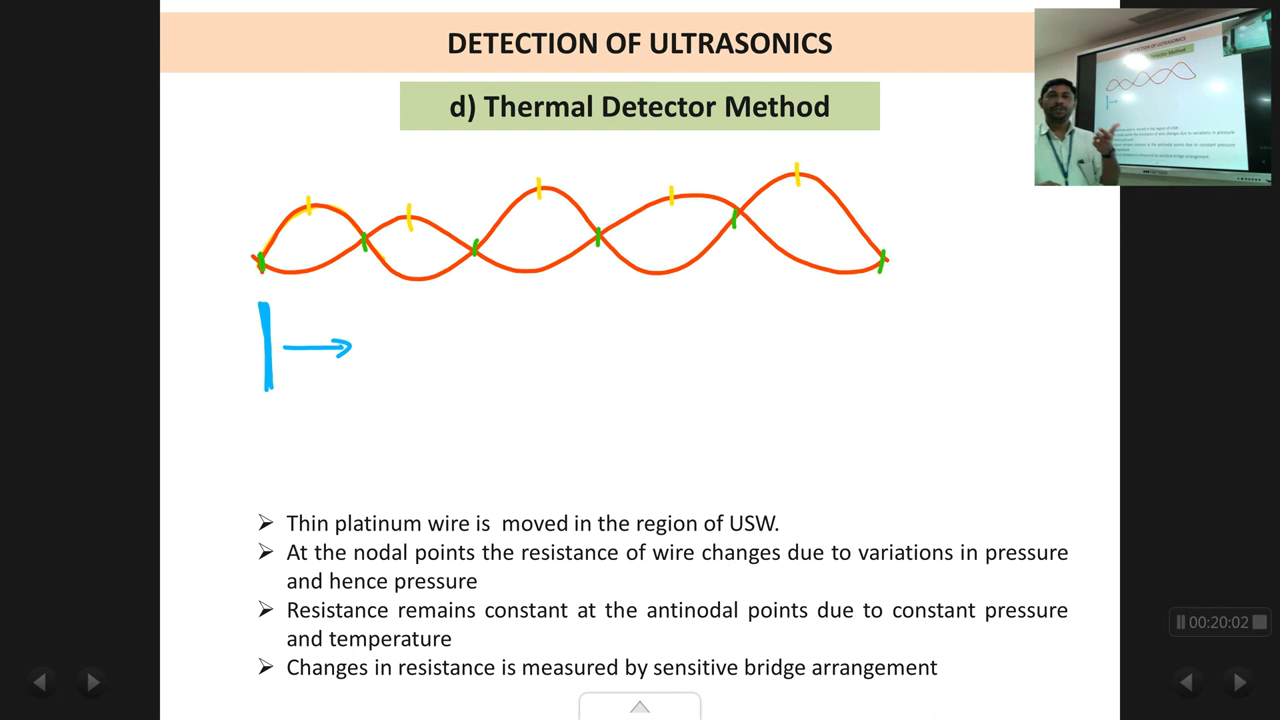 DETECTION OF ULTRASONICS
d) Thermal Detector Method
DETECTION OF ULTRASONICS
➢ Thin platinum wire is moved in the region of USW.
➢ At the nodal points the resistance of wire changes due to variations in pressure
and hence pressure
➢ Resistance remains constant at the antinodal points due to constant pressure
and temperature
➢ Changes in resistance is measured by sensitive bridge arrangement
00:20:02